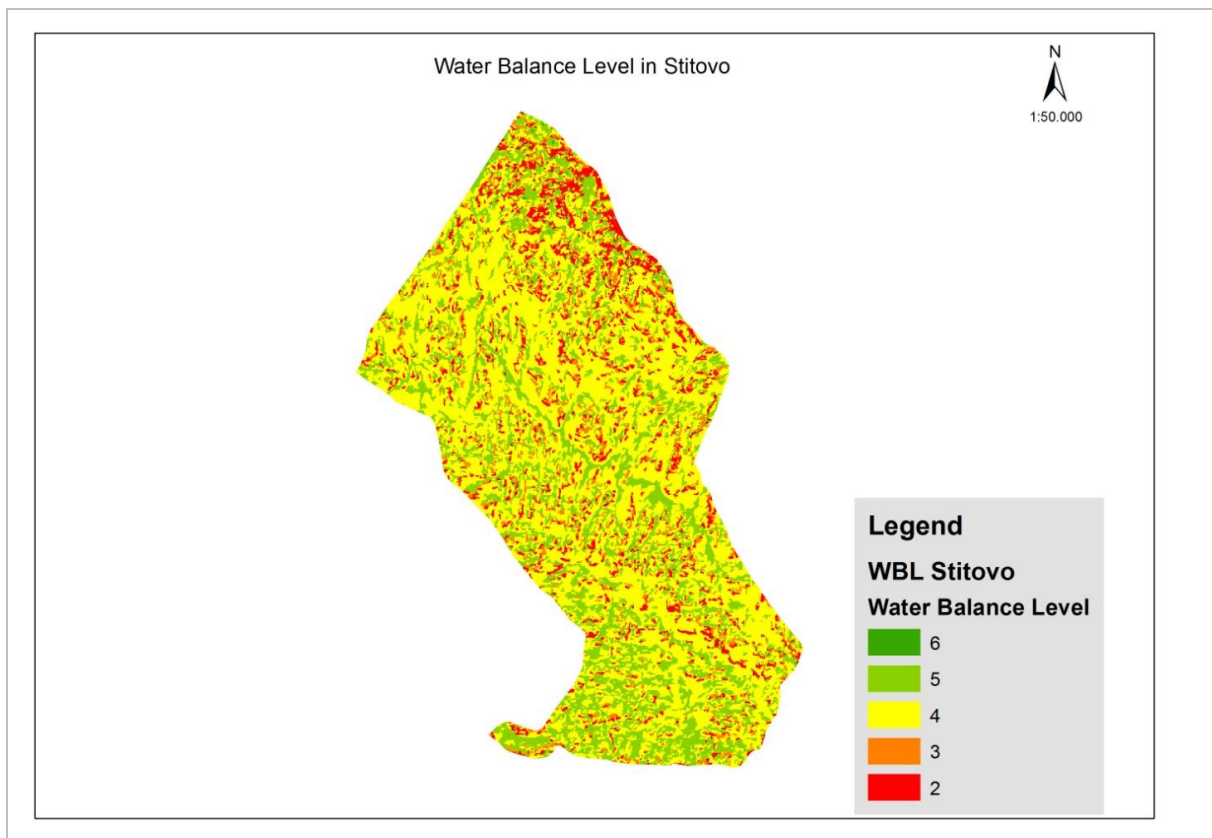 Water Balance Level in Stitovo
N
1:50.000
Legend
WBL Stitovo
Water Balance Level
6
5
4
3
2